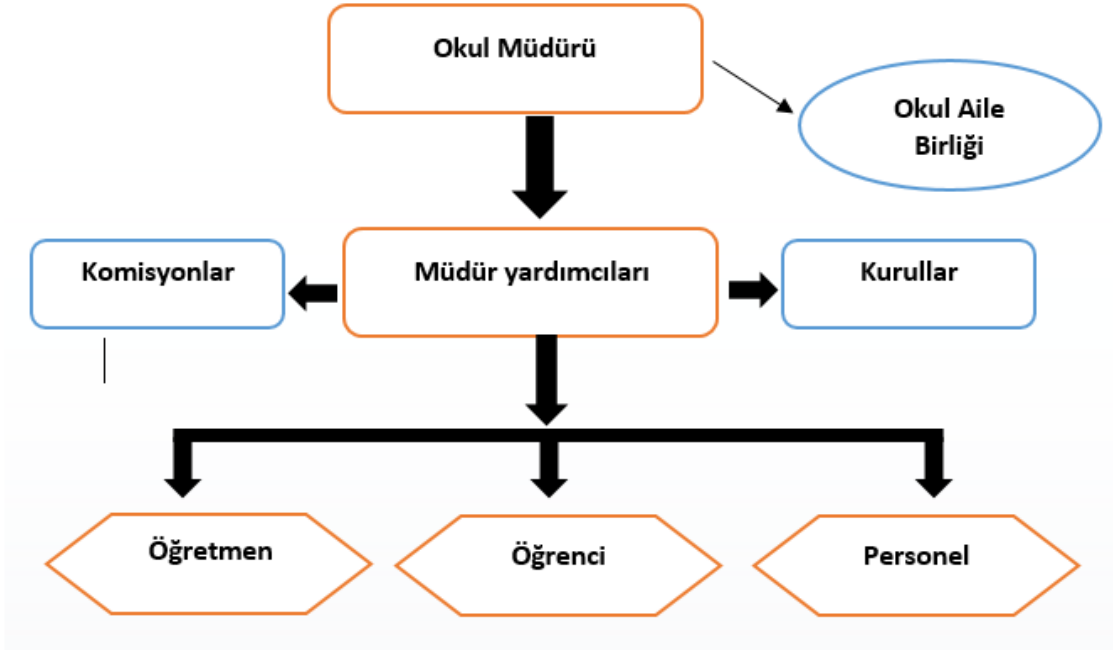 Okul Müdürü
Okul Aile
Birliği
Komisyonlar
Müdür yardımcıları
Kurullar
Öğretmen
Öğrenci
Personel